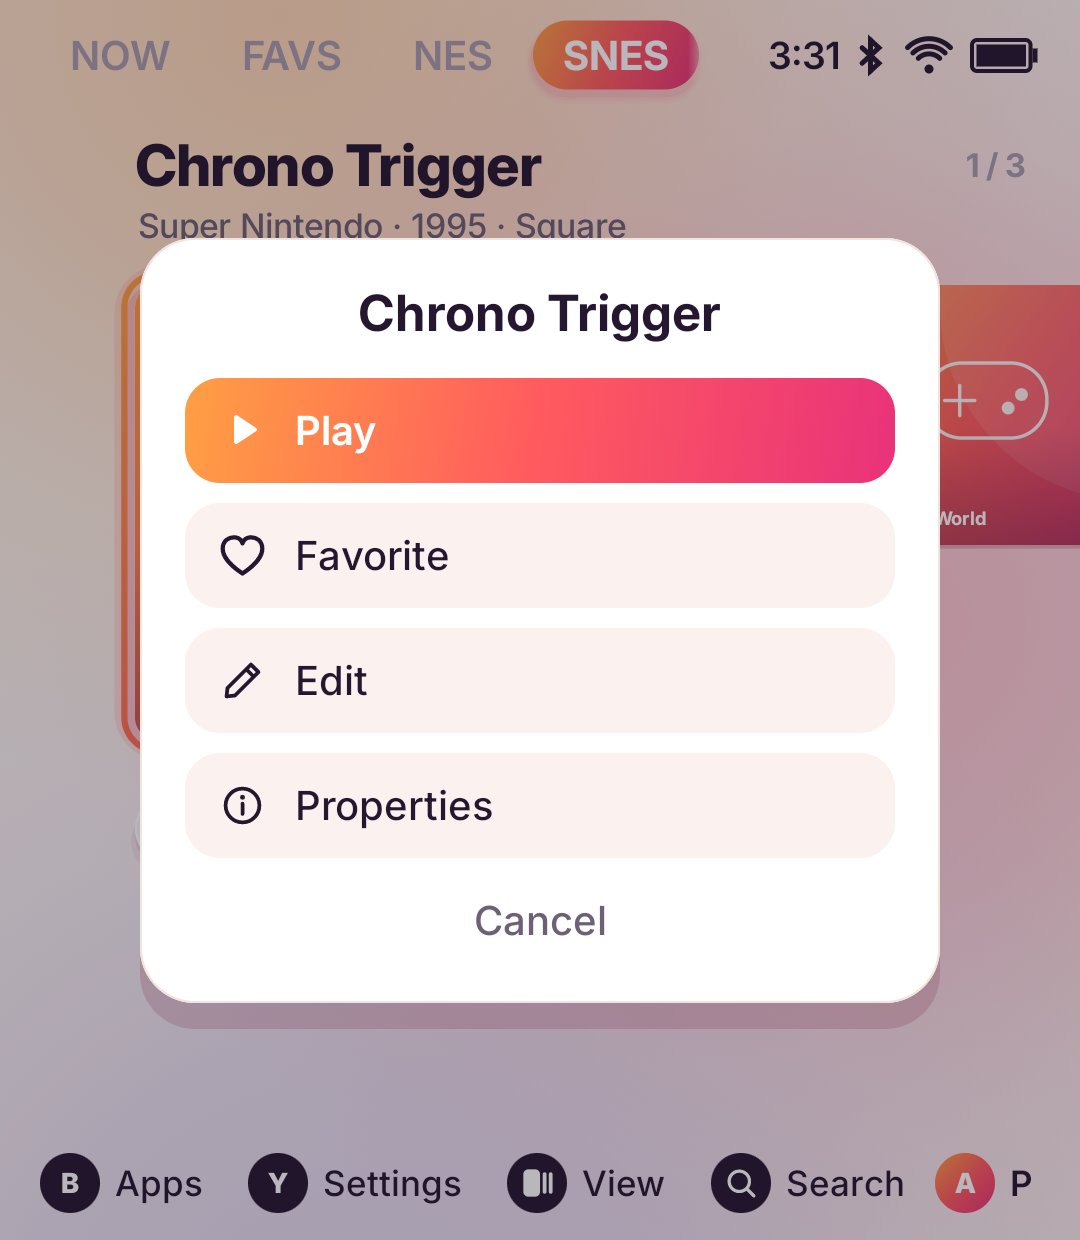 NOW FAVS NES SNES 3:31
Chrono Trigger 1 / 3
Super Nintendo · 1995 · Square
Chrono Trigger
Play
Favorite
World
Edit
Properties
Cancel
B Apps Y Settings View Search A P